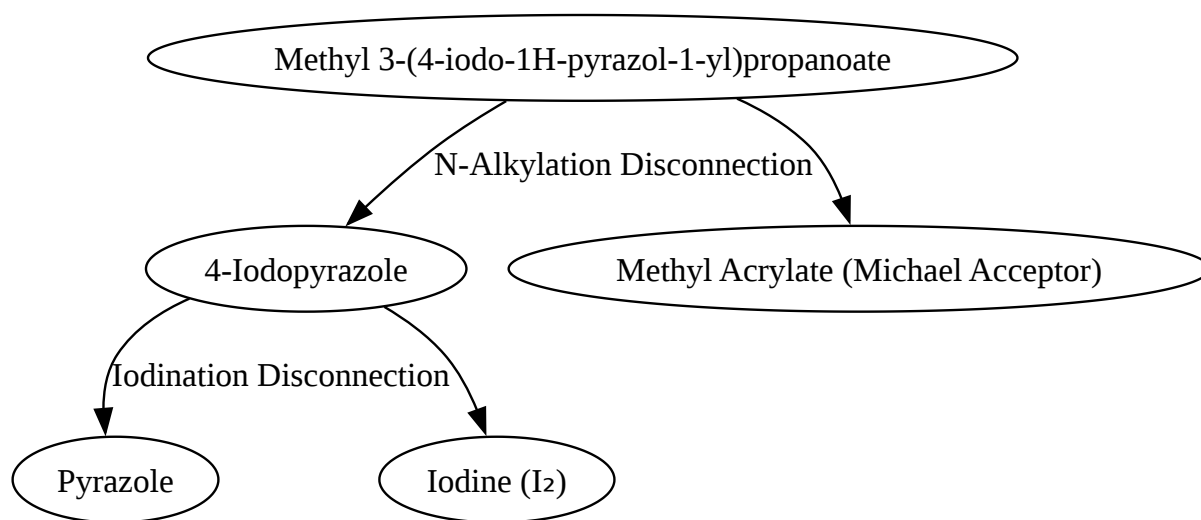 Methyl 3-(4-iodo-1H-pyrazol-1-yl)propanoate
N-Alkylation Disconnection
4-Iodopyrazole
Methyl Acrylate (Michael Acceptor)
Iodination Disconnection
Pyrazole
Iodine (I₂)